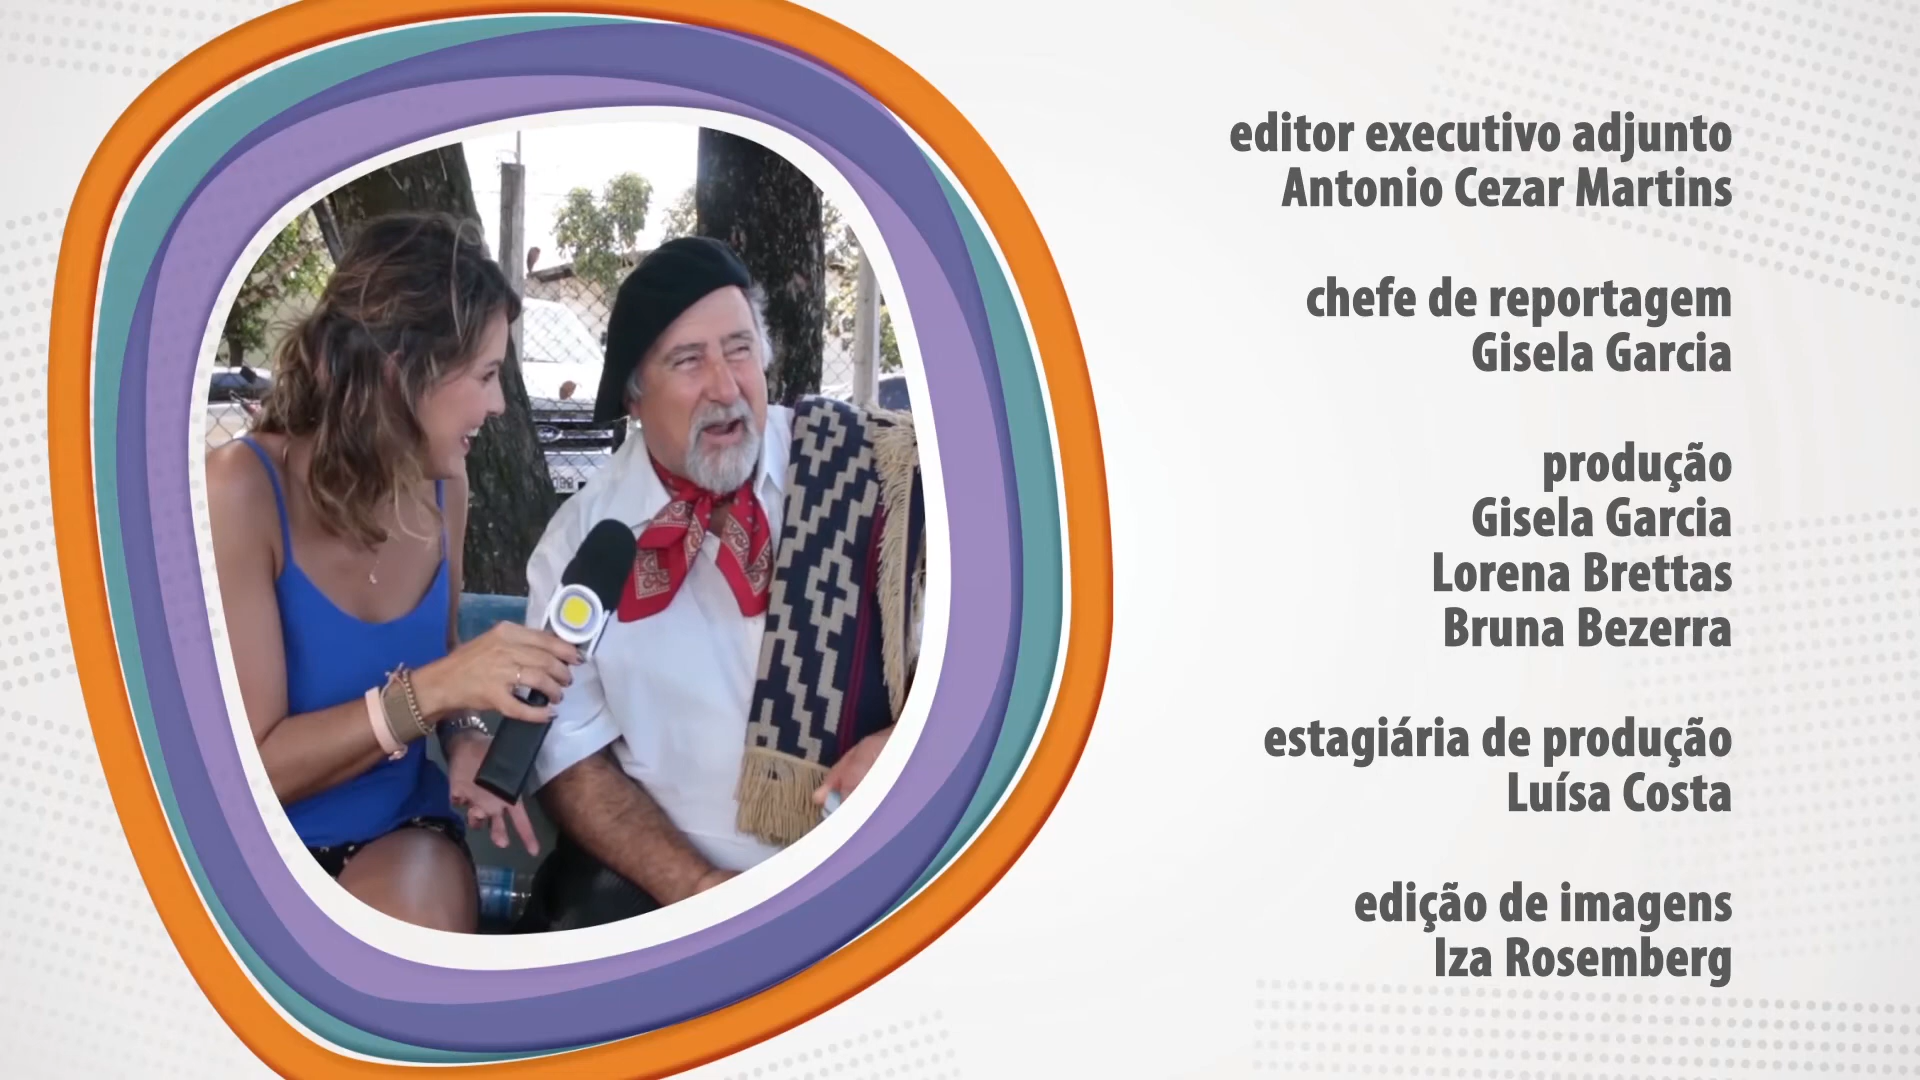 editor executivo adjunto
Antonio Cezar Martins
chefe de reportagem
Gisela Garcia
produção
Gisela Garcia
Lorena Brettas
Bruna Bezerra
estagiária de produção
Luísa Costa
edição de imagens
Iza Rosemberg